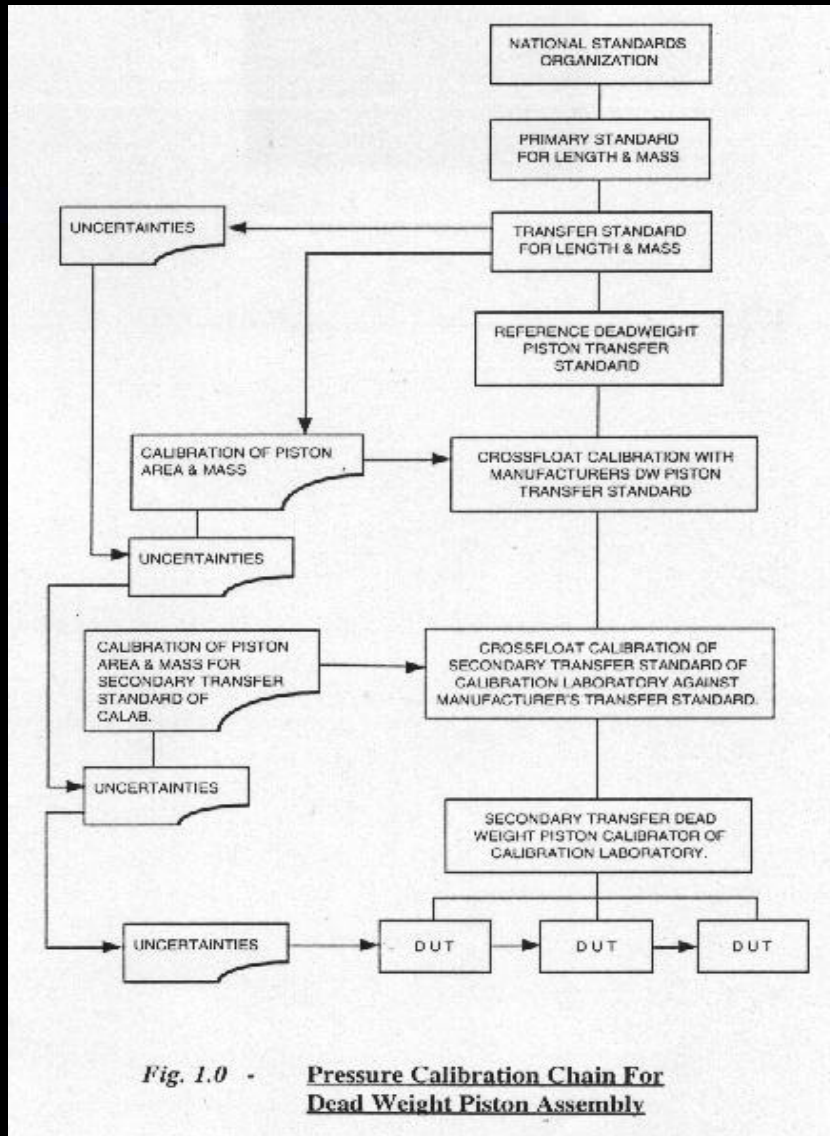 NATIONAL STANDARDS
ORGANIZATION
PRIMARY STANDARD
FOR LENGTH & MASS
UNCERTAINTIES
TRANSFER STANDARD
FOR LENGTH & MASS
REFERENCE DEADWEIGHT
PISTON TRANSFER
STANDARD
CALIBRATION OF PISTON
AREA & MASS
CROSSFLOAT CALIBRATION WITH
MANUFACTURERS DW PISTON
TRANSFER STANDARD
UNCERTAINTIES
CALIBRATION OF PISTON
AREA & MASS FOR
SECONDARY TRANSFER
STANDARD OF
CALAB.
CROSSFLOAT CALIBRATION OF
SECONDARY TRANSFER STANDARD OF
CALIBRATION LABORATORY AGAINST
MANUFACTURER'S TRANSFER STANDARD.
UNCERTAINTIES
SECONDARY TRANSFER DEAD
WEIGHT PISTON CALIBRATOR OF
CALIBRATION LABORATORY.
UNCERTAINTIES
DUT
DUT
DUT
Fig. 1.0 - Pressure Calibration Chain For
Dead Weight Piston Assembly